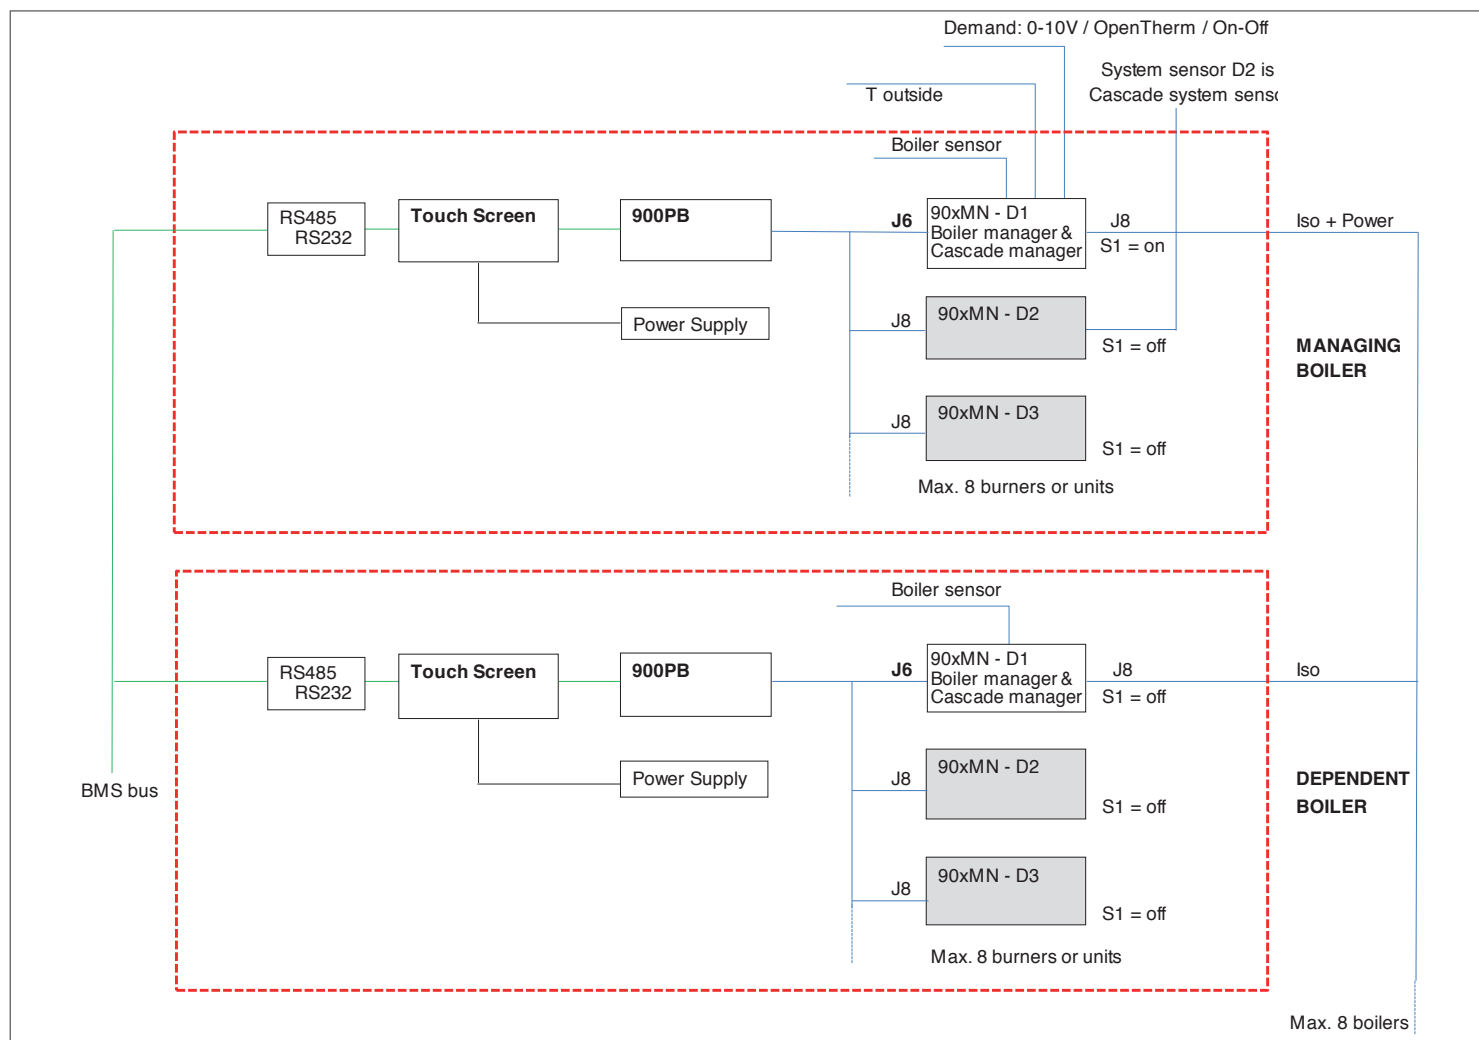 Demand: 0-10V / OpenTherm / On-Off
System sensor D2 is
Cascade system senso
T outside
Boiler sensor
RS485
RS232
Touch Screen
900PB
J6
90xMN - D1
Boiler manager &
Cascade manager
J8
S1 = on
Iso + Power
Power Supply
J8
90xMN - D2
S1 = off
MANAGING
BOILER
J8
90xMN - D3
S1 = off
Max. 8 burners or units
Boiler sensor
RS485
RS232
Touch Screen
900PB
J6
90xMN - D1
Boiler manager &
Cascade manager
J8
S1 = off
Iso
BMS bus
Power Supply
J8
90xMN - D2
S1 = off
DEPENDENT
BOILER
J8
90xMN - D3
S1 = off
Max. 8 burners or units
Max. 8 boilers